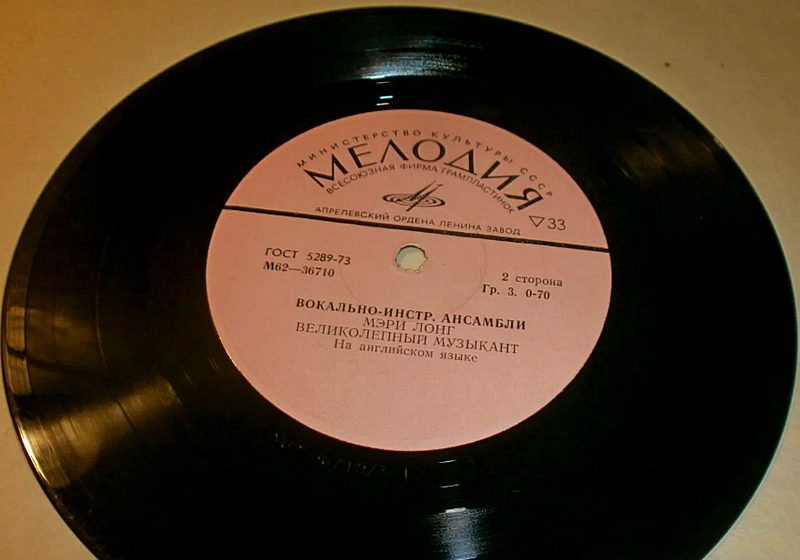 МИНИСТЕРСТВО КУЛЬТУРЫ СССР
МЕЛОДИЯ
ВСЕСОЮЗНАЯ ФИРМА ГРАМПЛАСТИНОК
АПРЕЛЕВСКИЙ ОРДЕНА ЛЕНИНА ЗАВОД
33
ГОСТ 5289-73
М62—36710
2 сторона
Гр. 3. 0-70
ВОКАЛЬНО-ИНСТР. АНСАМБЛИ
МЭРИ ЛОНГ
ВЕЛИКОЛЕПНЫЙ МУЗЫКАНТ
На английском языке